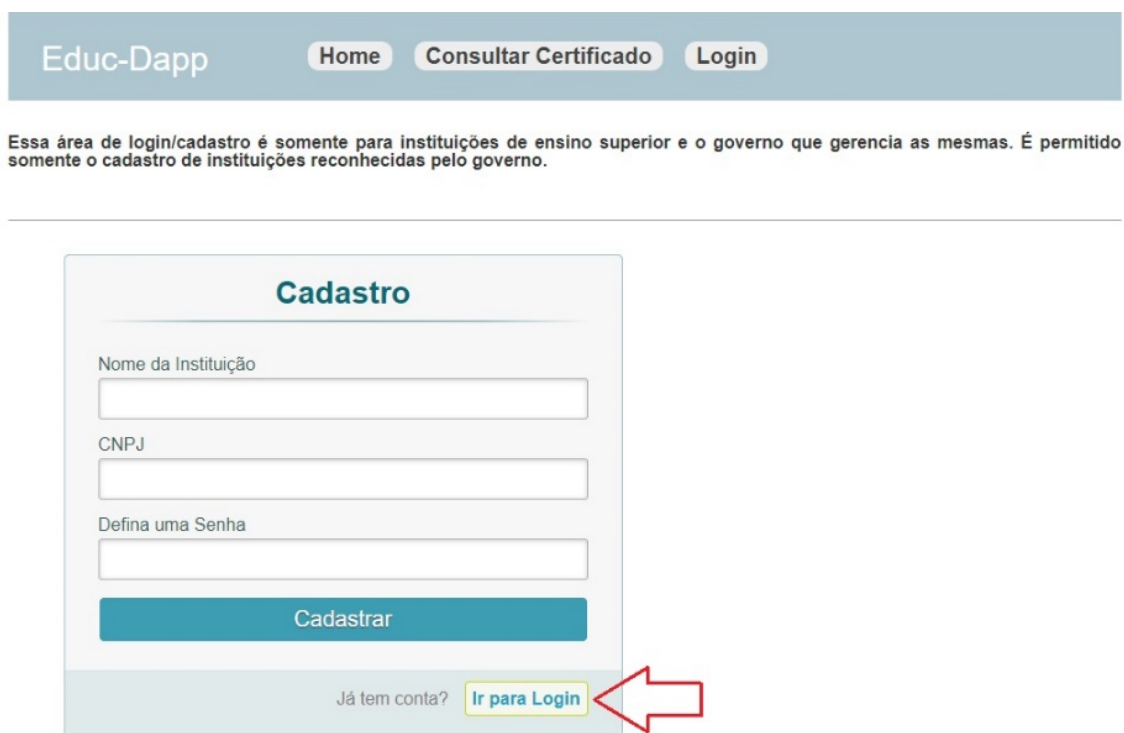 Educ-Dapp Home Consultar Certificado Login
Essa área de login/cadastro é somente para instituições de ensino superior e o governo que gerencia as mesmas. É permitido
somente o cadastro de instituições reconhecidas pelo governo.
Cadastro
Nome da Instituição
CNPJ
Defina uma Senha
Cadastrar
Já tem conta? Ir para Login